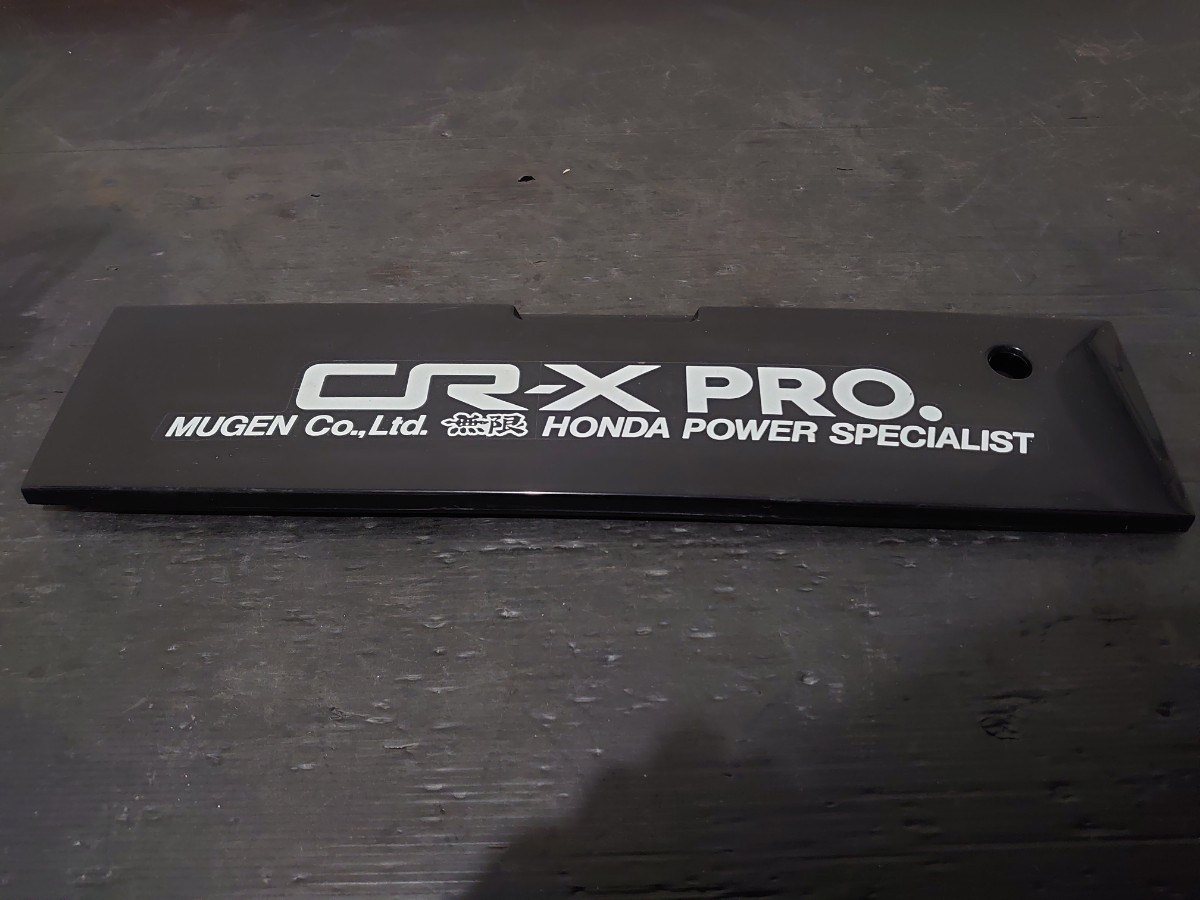 CR-X PRO.
MUGEN Co.,Ltd. 無限 HONDA POWER SPECIALIST